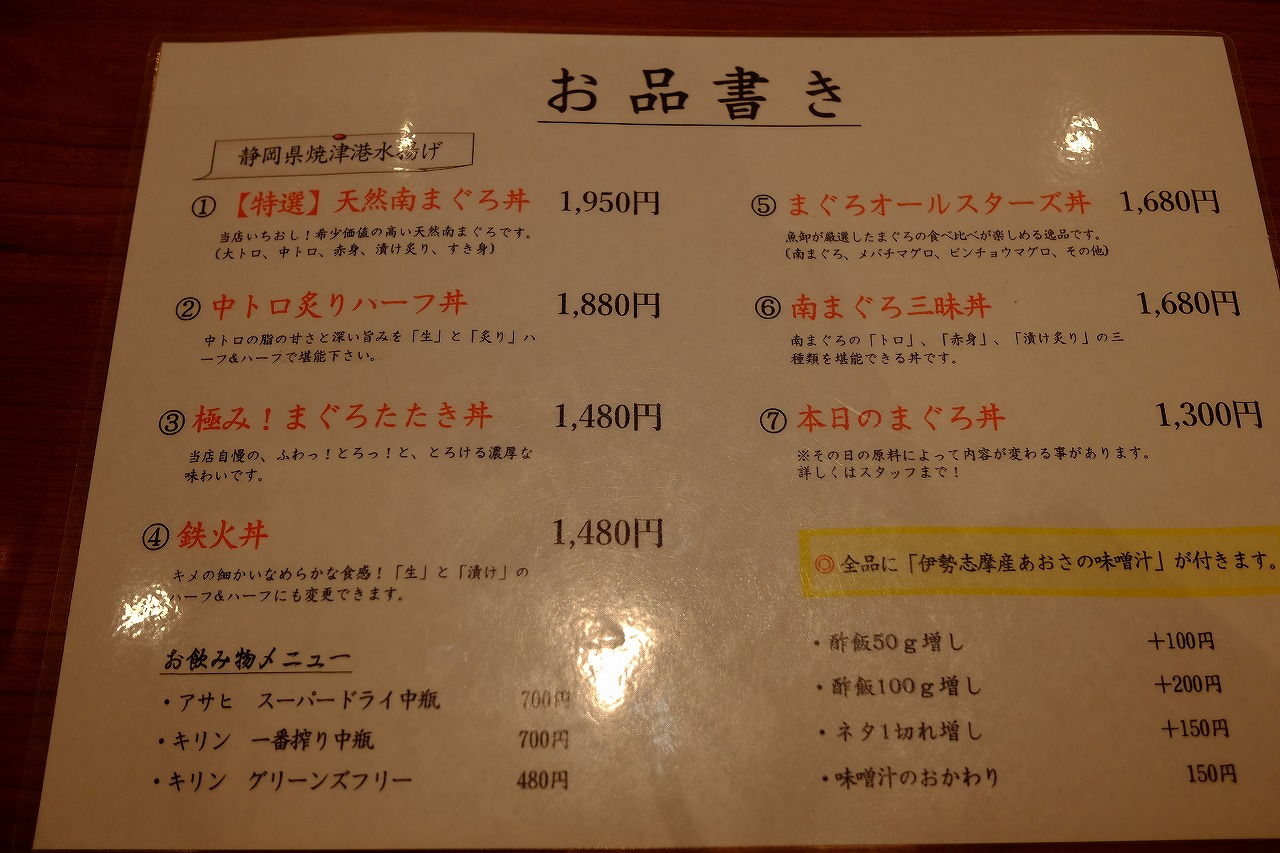 お品書き
静岡県焼津港水揚げ
① 【特選】天然南まぐろ丼 1,950円
当店いちおし！希少価値の高い天然南まぐろです。
(大トロ、中トロ、赤身、漬け炙り、すき身)
② 中トロ炙りハーフ丼 1,880円
中トロの脂の甘さと深い旨みを「生」と「炙り」ハ
ーフ&ハーフで堪能下さい。
③ 極み！まぐろたたき丼 1,480円
当店自慢の、ふわっ！とろっ！と、とろける濃厚な
味わいです。
④ 鉄火丼 1,480円
キメの細かいなめらかな食感！「生」と「漬け」の
ハーフ&ハーフにも変更できます。
お飲み物メニュー
・アサヒ スーパードライ中瓶 700円
・キリン 一番搾り中瓶 700円
・キリン グリーンズフリー 480円
⑤ まぐろオールスターズ丼 1,680円
魚卸が厳選したまぐろの食べ比べが楽しめる逸品です。
(南まぐろ、メバチマグロ、ビンチョウマグロ、その他)
⑥ 南まぐろ三昧丼 1,680円
南まぐろの「トロ」、「赤身」、「漬け炙り」の三
種類を堪能できる丼です。
⑦ 本日のまぐろ丼 1,300円
※その日の原料によって内容が変わる事があります。
詳しくはスタッフまで！
◎ 全品に「伊勢志摩産あおさの味噌汁」が付きます。
・酢飯50ｇ増し +100円
・酢飯100ｇ増し +200円
・ネタ1切れ増し +150円
・味噌汁のおかわり 150円